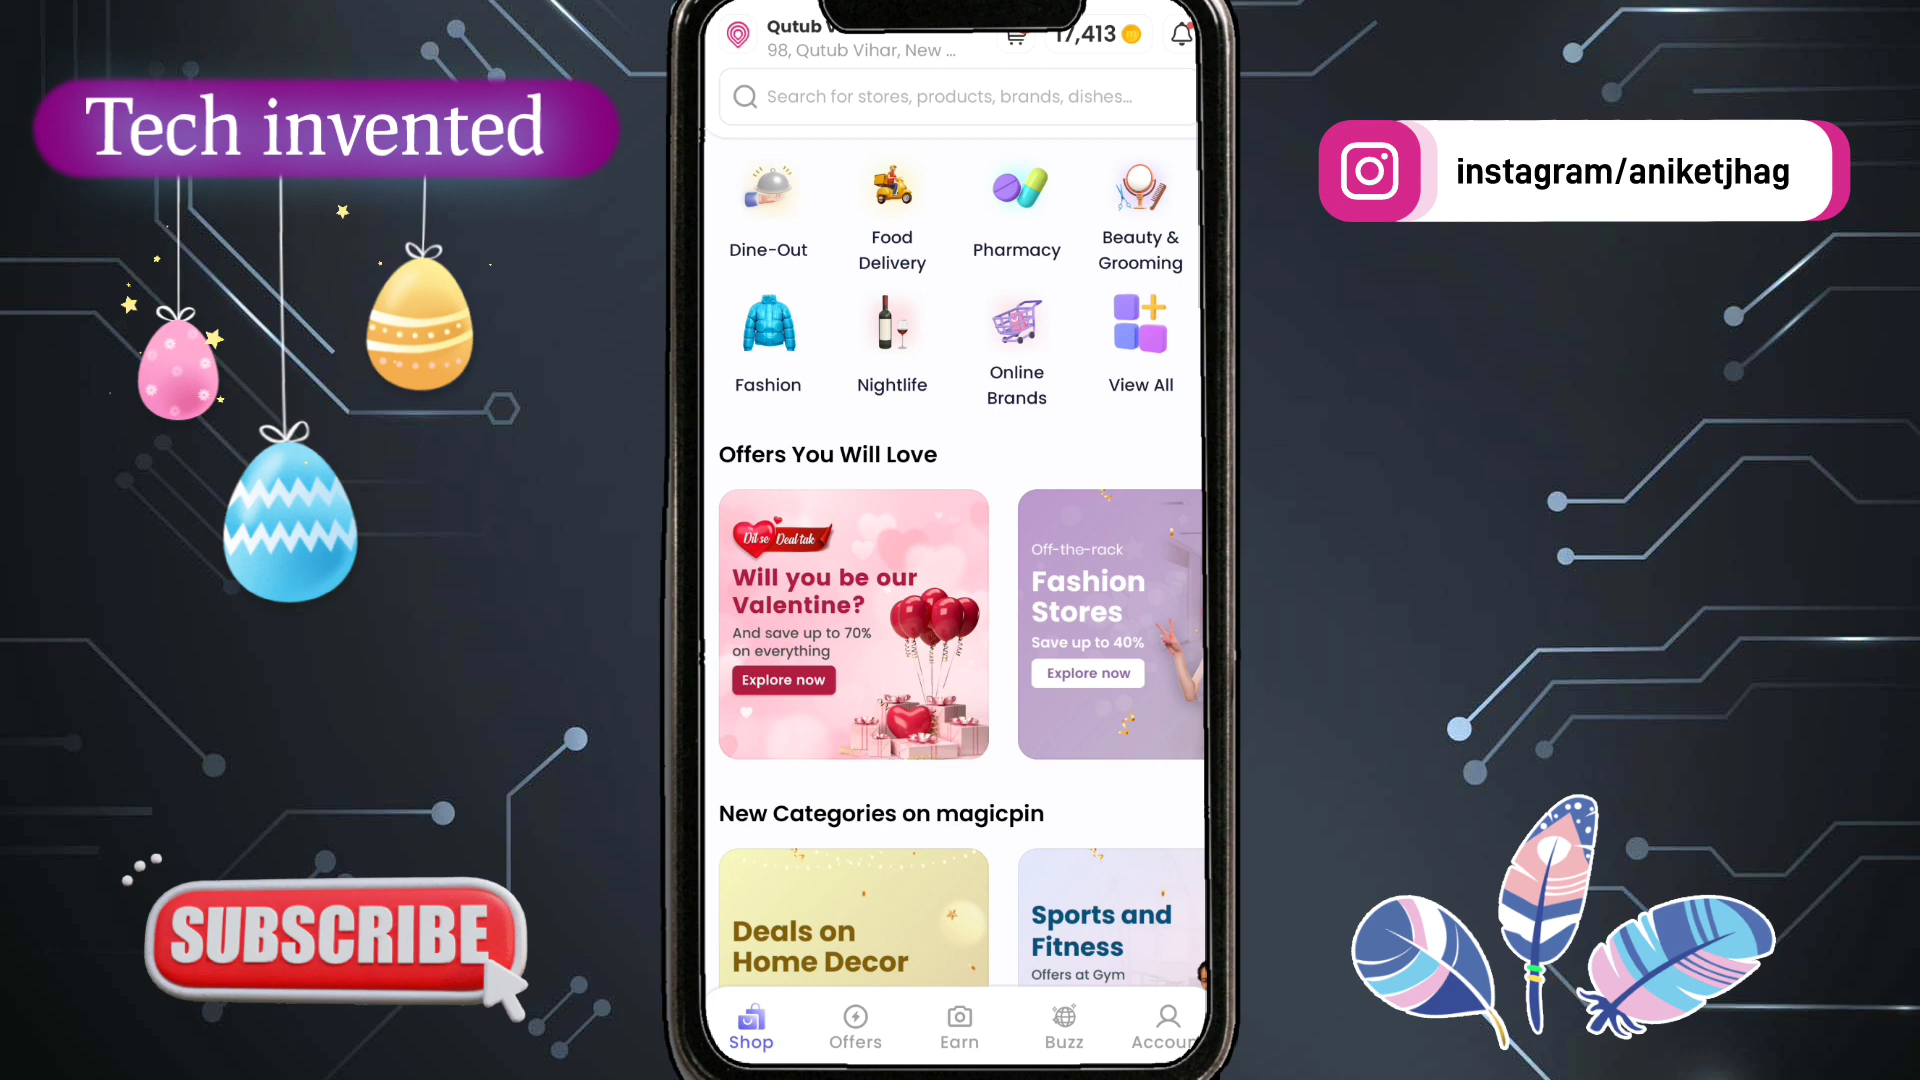 Tech invented
instagram/aniketjhag
SUBSCRIBE
Qutub
98, Qutub Vihar, New ...
17,413
Search for stores, products, brands, dishes...
Dine-Out
Food Delivery
Pharmacy
Beauty & Grooming
Fashion
Nightlife
Online Brands
View All
Offers You Will Love
Dil se Deal tak
Will you be our
Valentine?
And save up to 70%
on everything
Explore now
Off-the-rack
Fashion
Stores
Save up to 40%
Explore now
New Categories on magicpin
Deals on
Home Decor
Sports and
Fitness
Offers at Gym
Shop
Offers
Earn
Buzz
Accoun